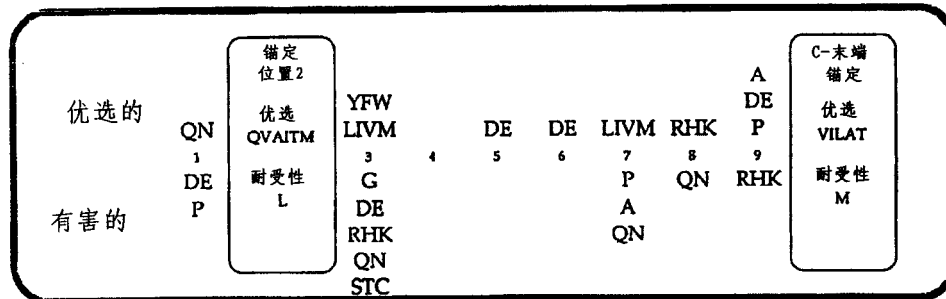 锚定
位置2
优选
QVAITM
耐受性
L
C-末端
锚定
优选
VILAT
耐受性
M
优选的
有害的
A
YFW DE
QN LIVM DE DE LIVM RHK P
1 3 4 5 6 7 8 9
DE G P QN RHK
P DE A
RHK QN
QN
STC